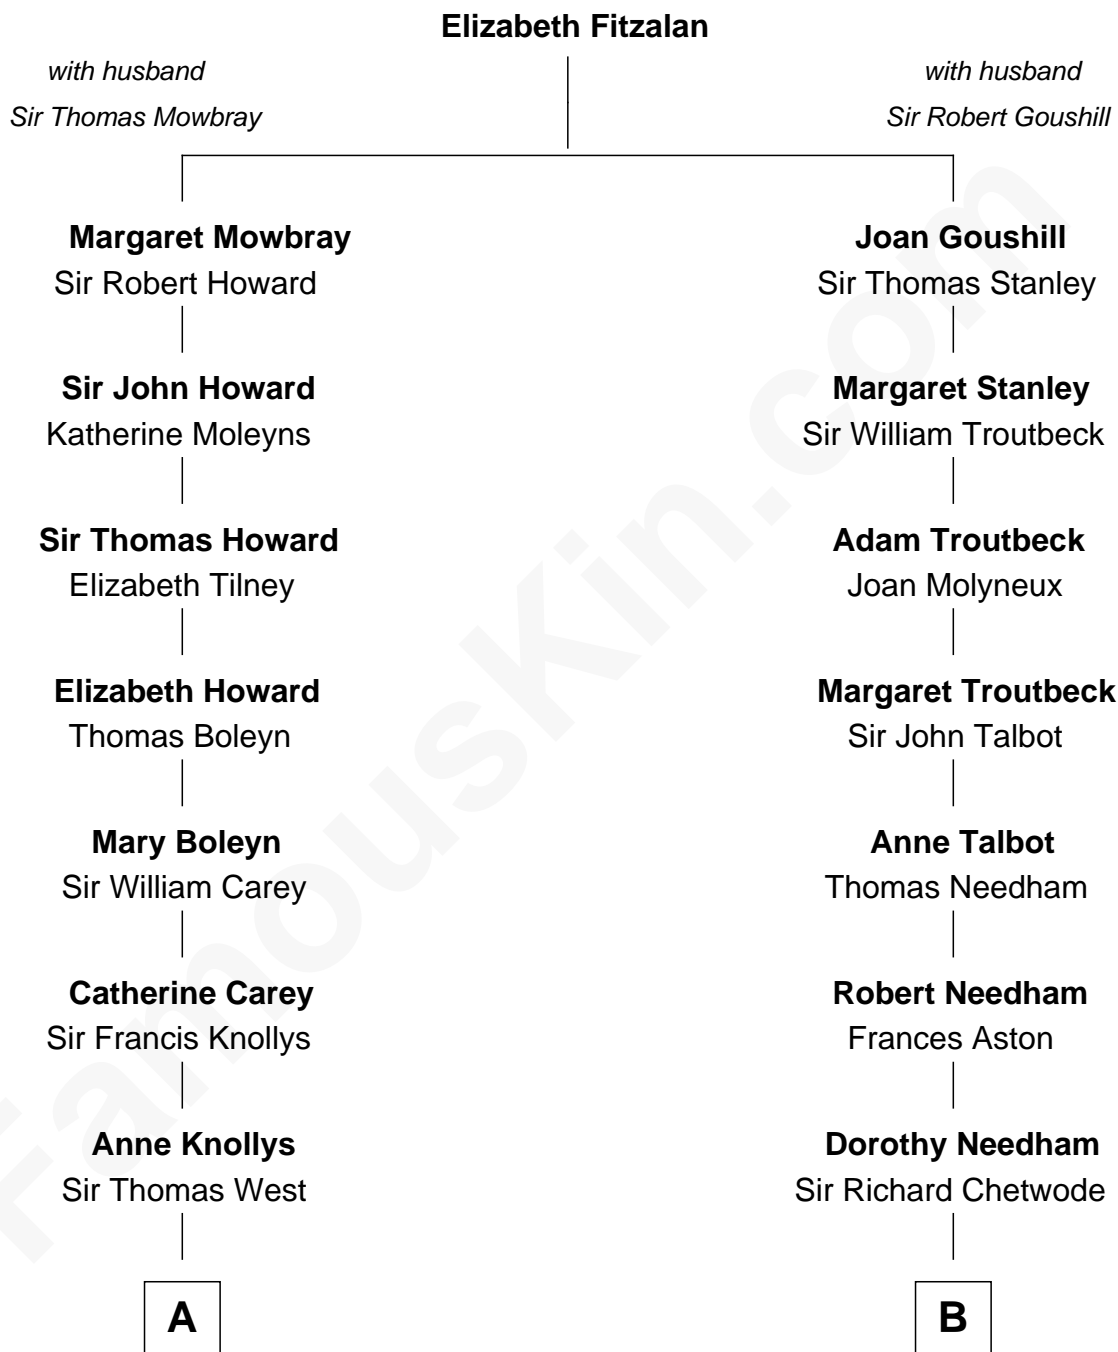 Elizabeth Fitzalan
with husband
Sir Thomas Mowbray
with husband
Sir Robert Goushill
Margaret Mowbray
Sir Robert Howard
Joan Goushill
Sir Thomas Stanley
Sir John Howard
Katherine Moleyns
Margaret Stanley
Sir William Troutbeck
Sir Thomas Howard
Elizabeth Tilney
Adam Troutbeck
Joan Molyneux
Elizabeth Howard
Thomas Boleyn
Margaret Troutbeck
Sir John Talbot
Mary Boleyn
Sir William Carey
Anne Talbot
Thomas Needham
Catherine Carey
Sir Francis Knollys
Robert Needham
Frances Aston
Anne Knollys
Sir Thomas West
Dorothy Needham
Sir Richard Chetwode
A
B
FamousKin.com